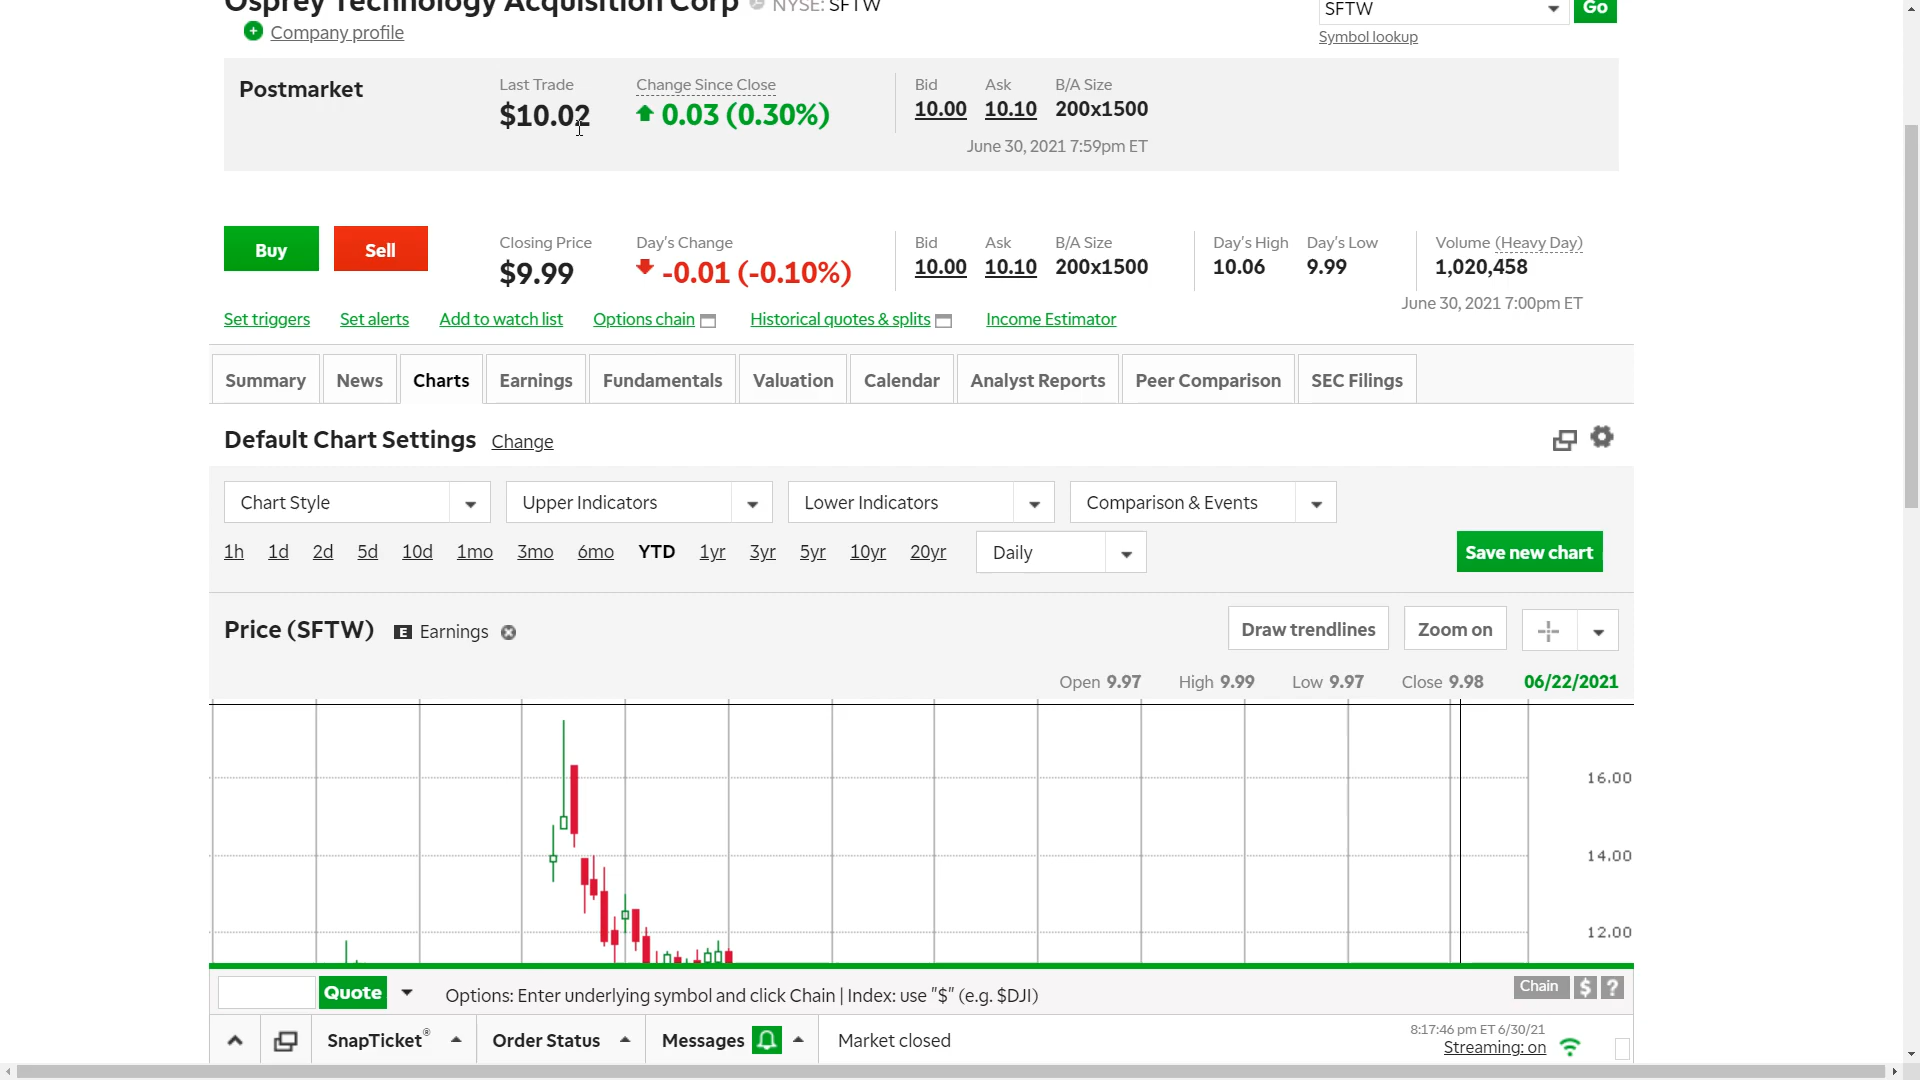 Osprey Technology Acquisition Corp NYSE: SFTW
SFTW
Go
Company profile
Symbol lookup
Postmarket
Last Trade
$10.02
Change Since Close
0.03 (0.30%)
Bid
10.00
Ask
10.10
B/A Size
200x1500
June 30, 2021 7:59pm ET
Buy
Sell
Closing Price
$9.99
Day's Change
-0.01 (-0.10%)
Bid
10.00
Ask
10.10
B/A Size
200x1500
Day's High
10.06
Day's Low
9.99
Volume (Heavy Day)
1,020,458
June 30, 2021 7:00pm ET
Set triggers
Set alerts
Add to watch list
Options chain
Historical quotes & splits
Income Estimator
Summary
News
Charts
Earnings
Fundamentals
Valuation
Calendar
Analyst Reports
Peer Comparison
SEC Filings
Default Chart Settings
Change
Chart Style
Upper Indicators
Lower Indicators
Comparison & Events
1h
1d
2d
5d
10d
1mo
3mo
6mo
YTD
1yr
3yr
5yr
10yr
20yr
Daily
Save new chart
Price (SFTW)
E
Earnings
Draw trendlines
Zoom on
Open 9.97
High 9.99
Low 9.97
Close 9.98
06/22/2021
16.00
14.00
12.00
Quote
Options: Enter underlying symbol and click Chain | Index: use "$" (e.g. $DJI)
Chain
$
?
SnapTicket®
Order Status
Messages
Market closed
8:17:46 pm ET 6/30/21
Streaming: on